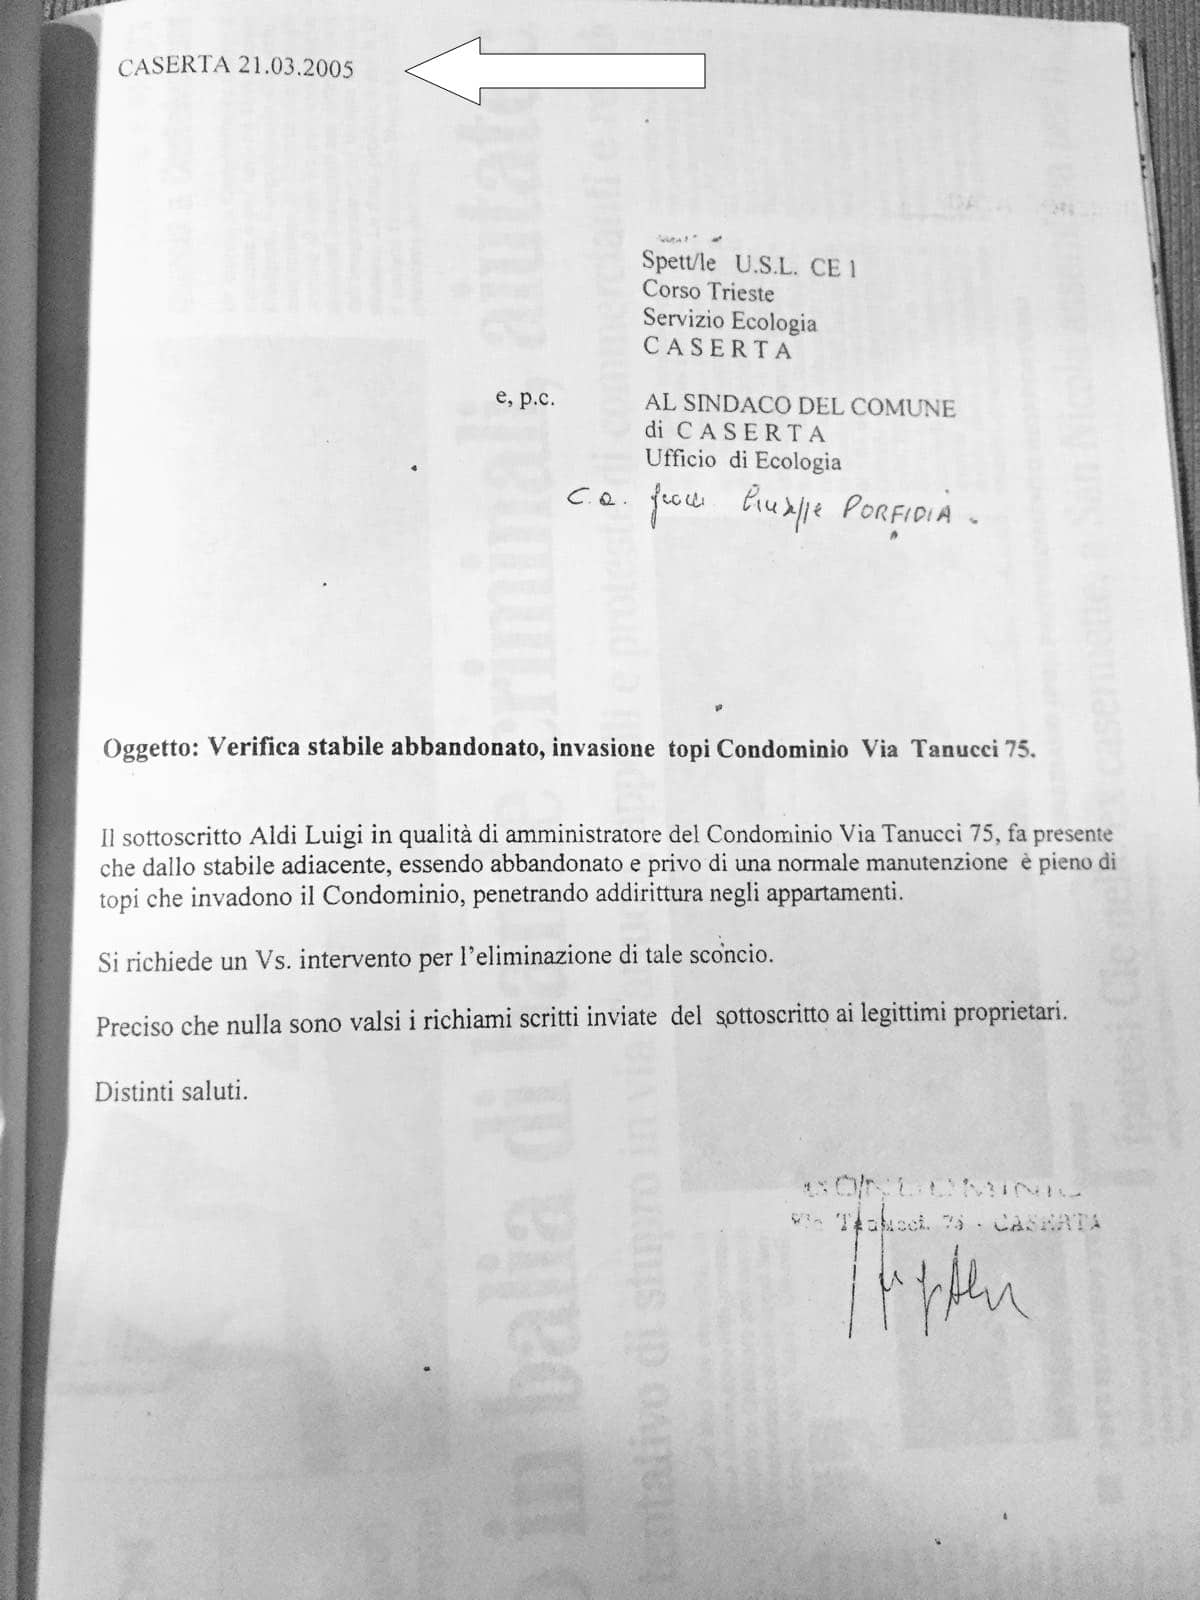 CASERTA 21.03.2005
Spett/le U.S.L. CE 1
Corso Trieste
Servizio Ecologia
CASERTA
e, p.c. AL SINDACO DEL COMUNE
di CASERTA
Ufficio di Ecologia
C.a. PORFIDIA.
Oggetto: Verifica stabile abbandonato, invasione topi Condominio Via Tanucci 75.
Il sottoscritto Aldi Luigi in qualità di amministratore del Condominio Via Tanucci 75, fa presente
che dallo stabile adiacente, essendo abbandonato e privo di una normale manutenzione è pieno di
topi che invadono il Condominio, penetrando addirittura negli appartamenti.
Si richiede un Vs. intervento per l'eliminazione di tale sconcio.
Preciso che nulla sono valsi i richiami scritti inviate del sottoscritto ai legittimi proprietari.
Distinti saluti.
CONDOMINIO
Via Tanucci, 75 - CASERTA